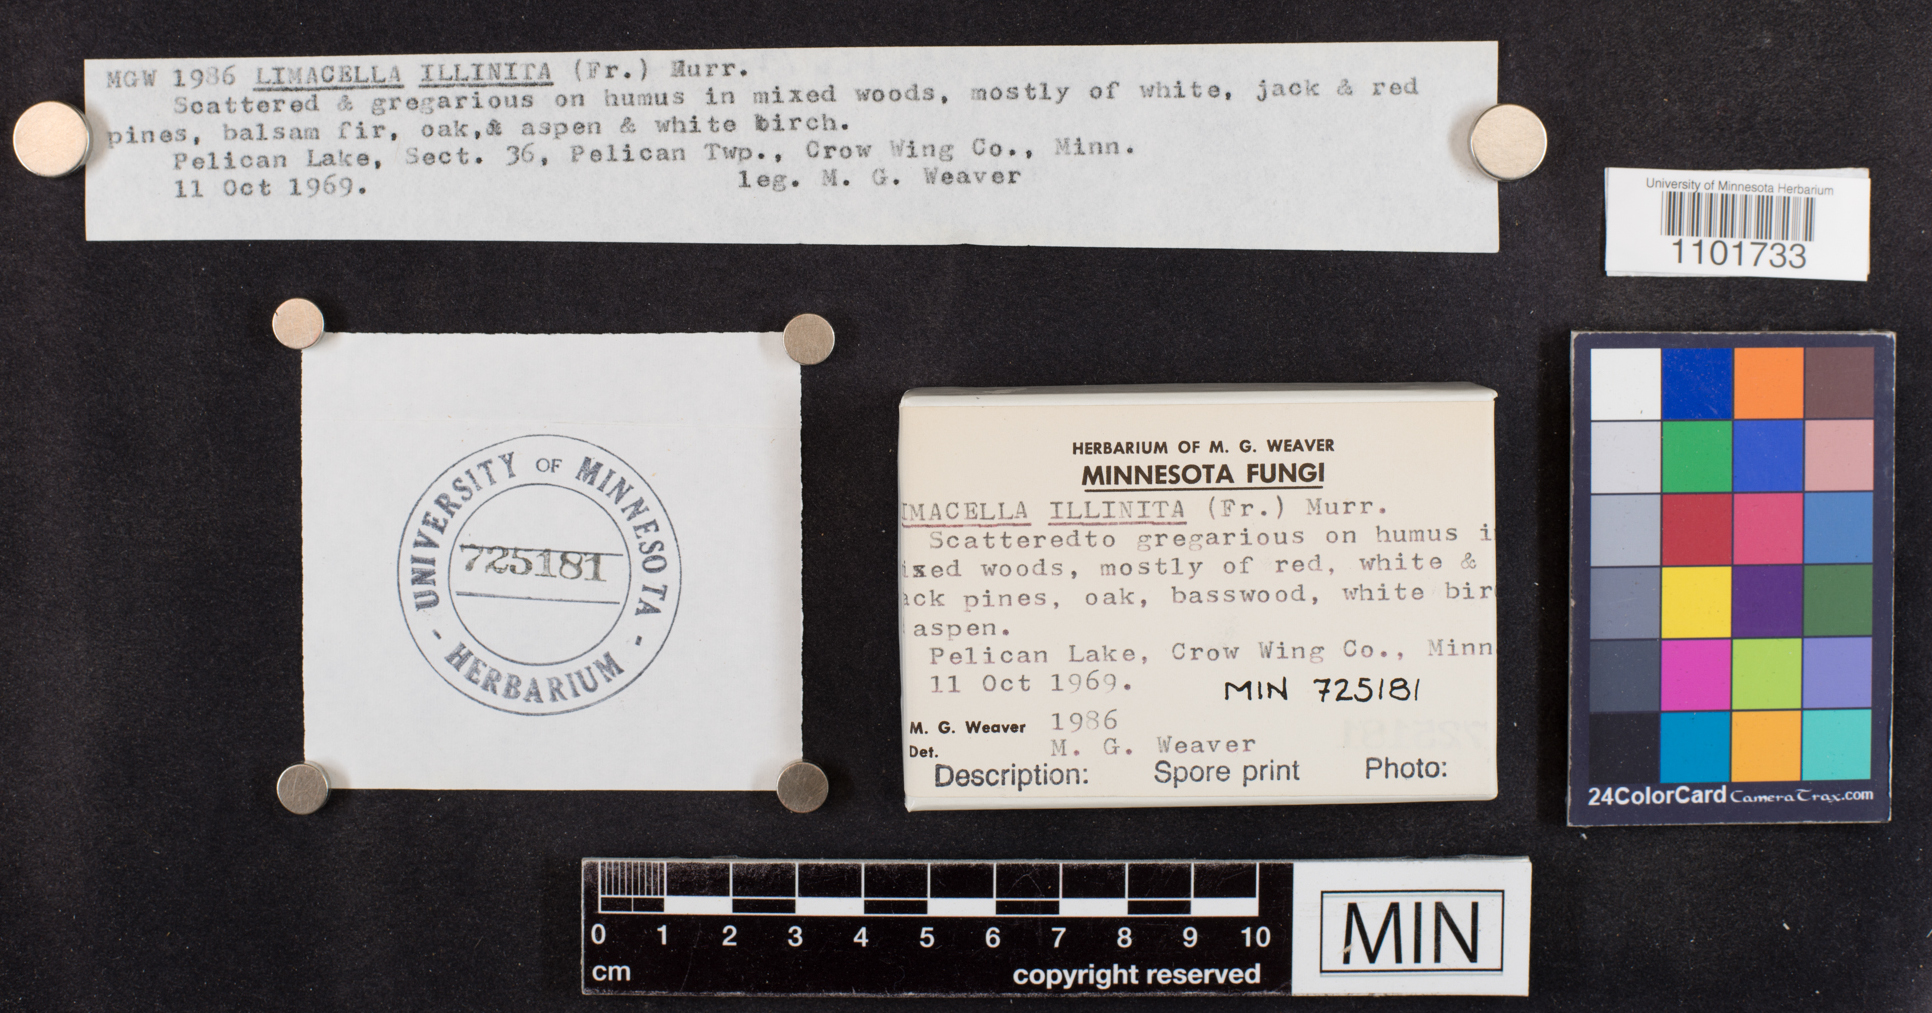 MGW 1986 LIMACELLA ILLINITA (Fr.) Murr.
Scattered & gregarious on humus in mixed woods, mostly of white, jack & red
pines, balsam fir, oak,& aspen & white birch.
Pelican Lake, Sect. 36, Pelican Twp., Crow Wing Co., Minn.
11 Oct 1969. leg. M. G. Weaver
University of Minnesota Herbarium
1101733
UNIVERSITY OF MINNESOTA - HERBARIUM -
725181
HERBARIUM OF M. G. WEAVER
MINNESOTA FUNGI
IMACELLA ILLINITA (Fr.) Murr.
Scatteredto gregarious on humus i
ixed woods, mostly of red, white &
ack pines, oak, basswood, white bir
aspen.
Pelican Lake, Crow Wing Co., Minn
11 Oct 1969. MIN 725181
M. G. Weaver 1986
Det. M. G. Weaver
Description: Spore print Photo:
24ColorCard CameraTrax.com
0 1 2 3 4 5 6 7 8 9 10
cm copyright reserved
MIN